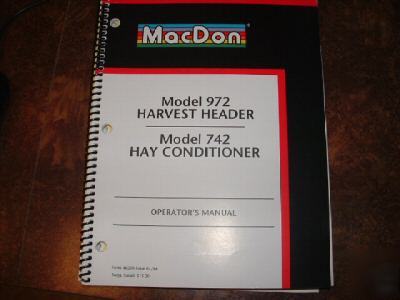 MacDon®
Model 972
HARVEST HEADER
Model 742
HAY CONDITIONER
OPERATOR'S MANUAL